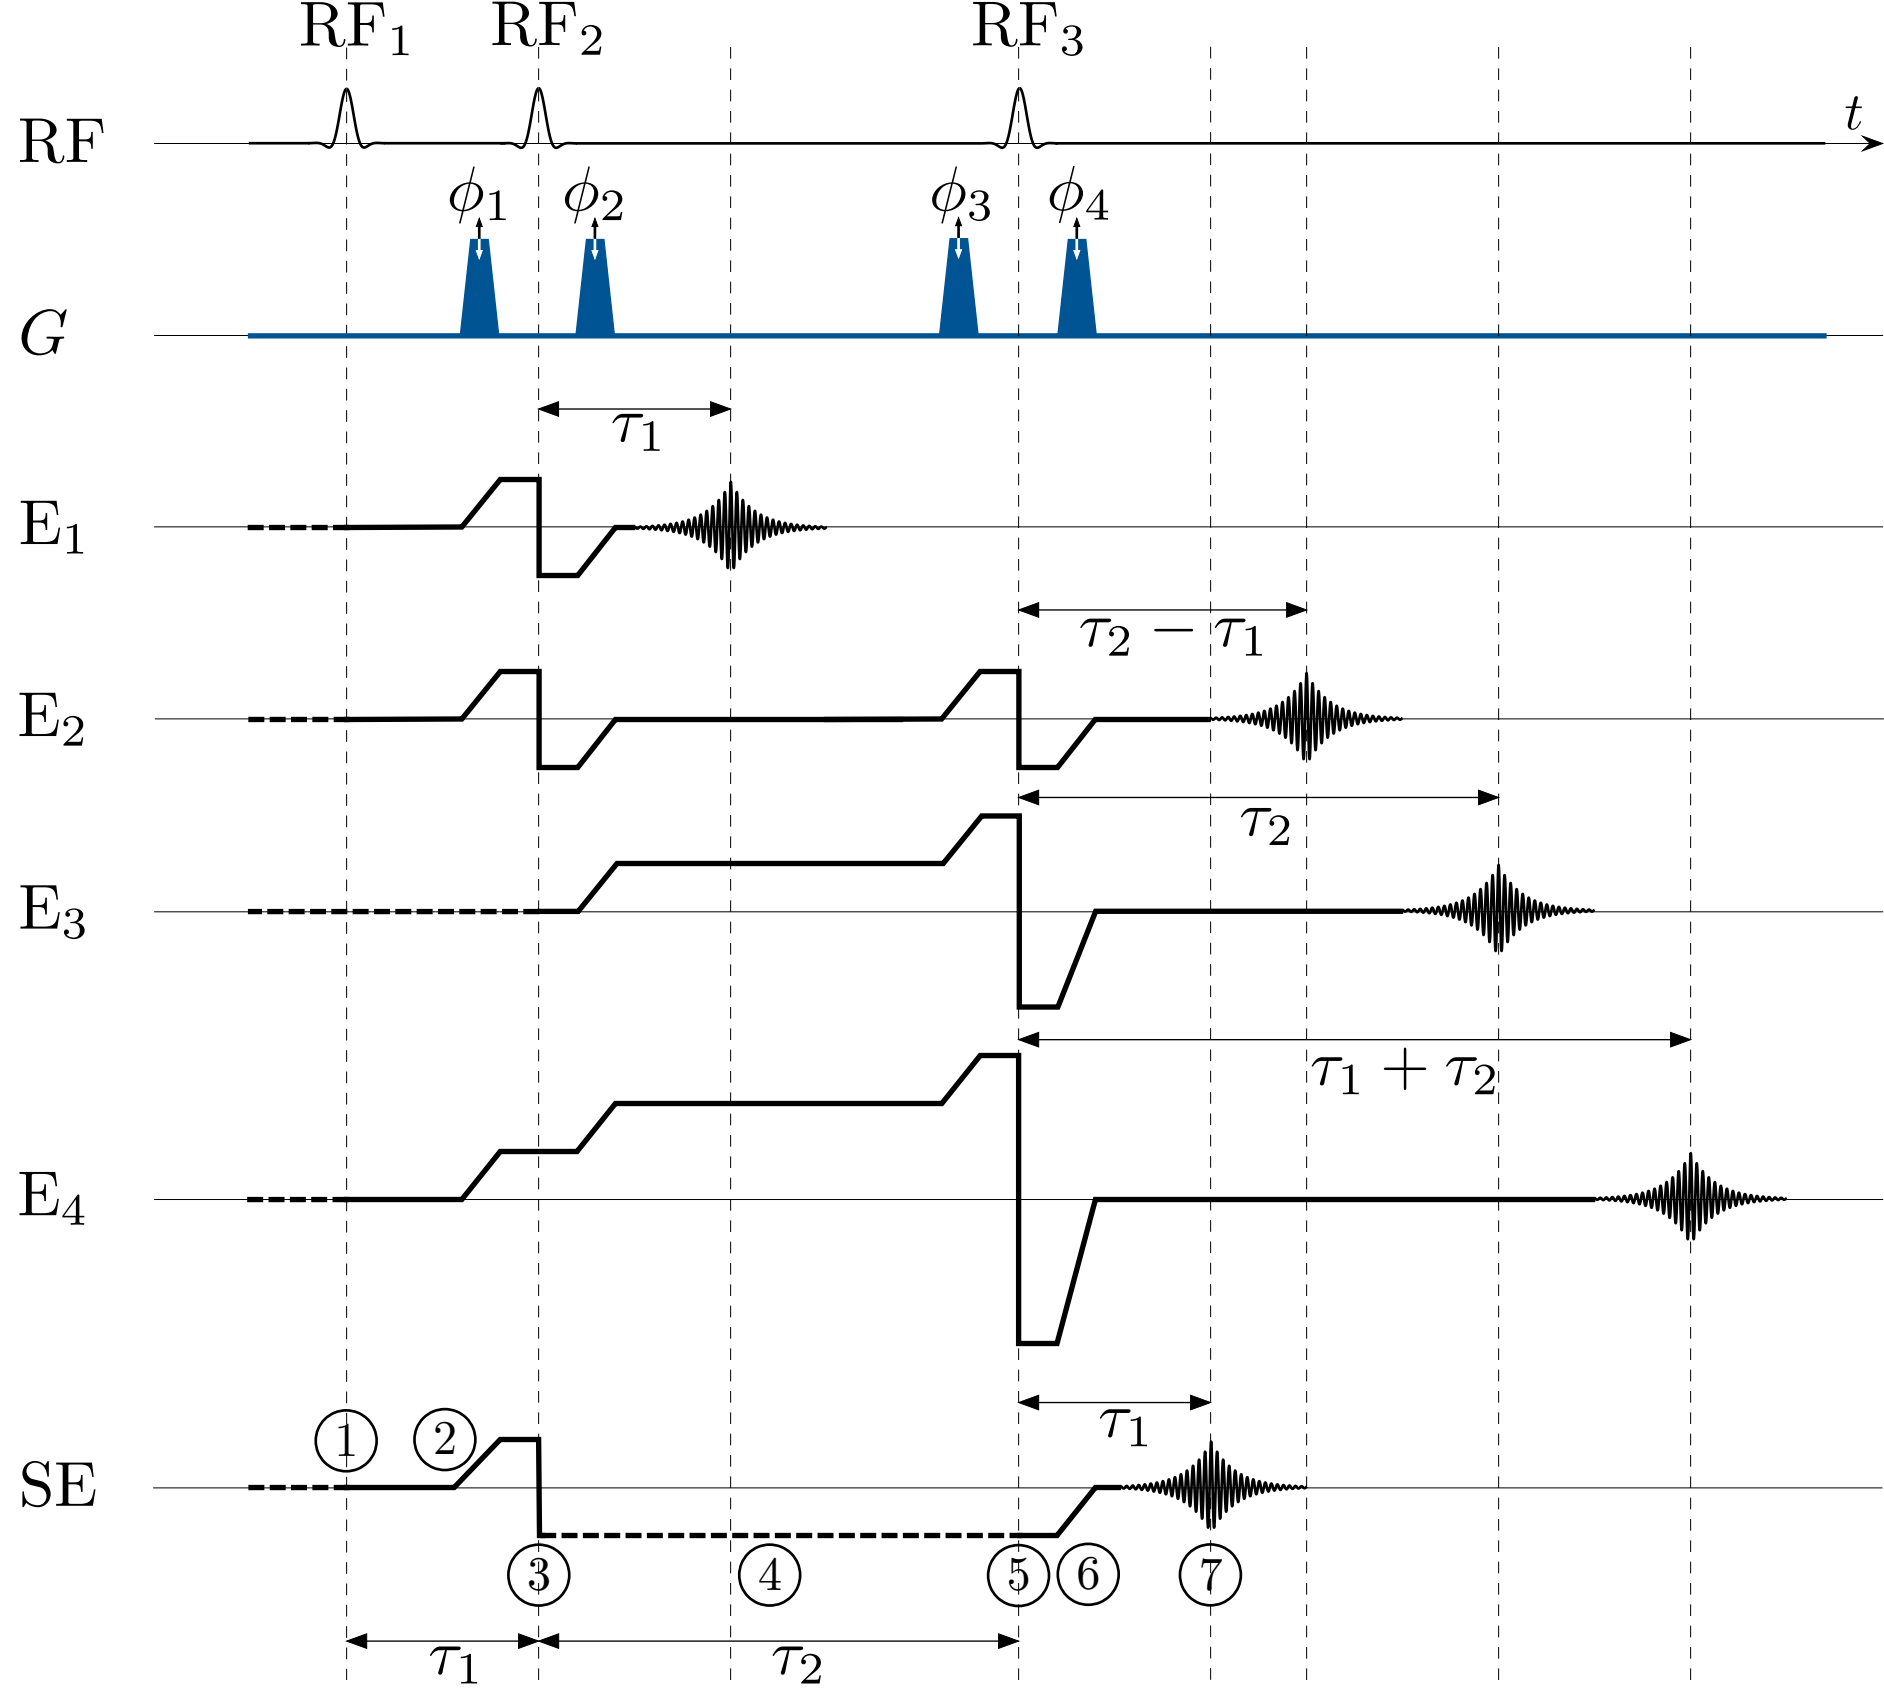 RF₁ RF₂ RF₃
RF t
ϕ₁ ϕ₂ ϕ₃ ϕ₄
G
τ₁
E₁
τ₂ − τ₁
E₂
τ₂
E₃
τ₁ + τ₂
E₄
τ₁
① ②
SE
③ ④ ⑤ ⑥ ⑦
τ₁ τ₂